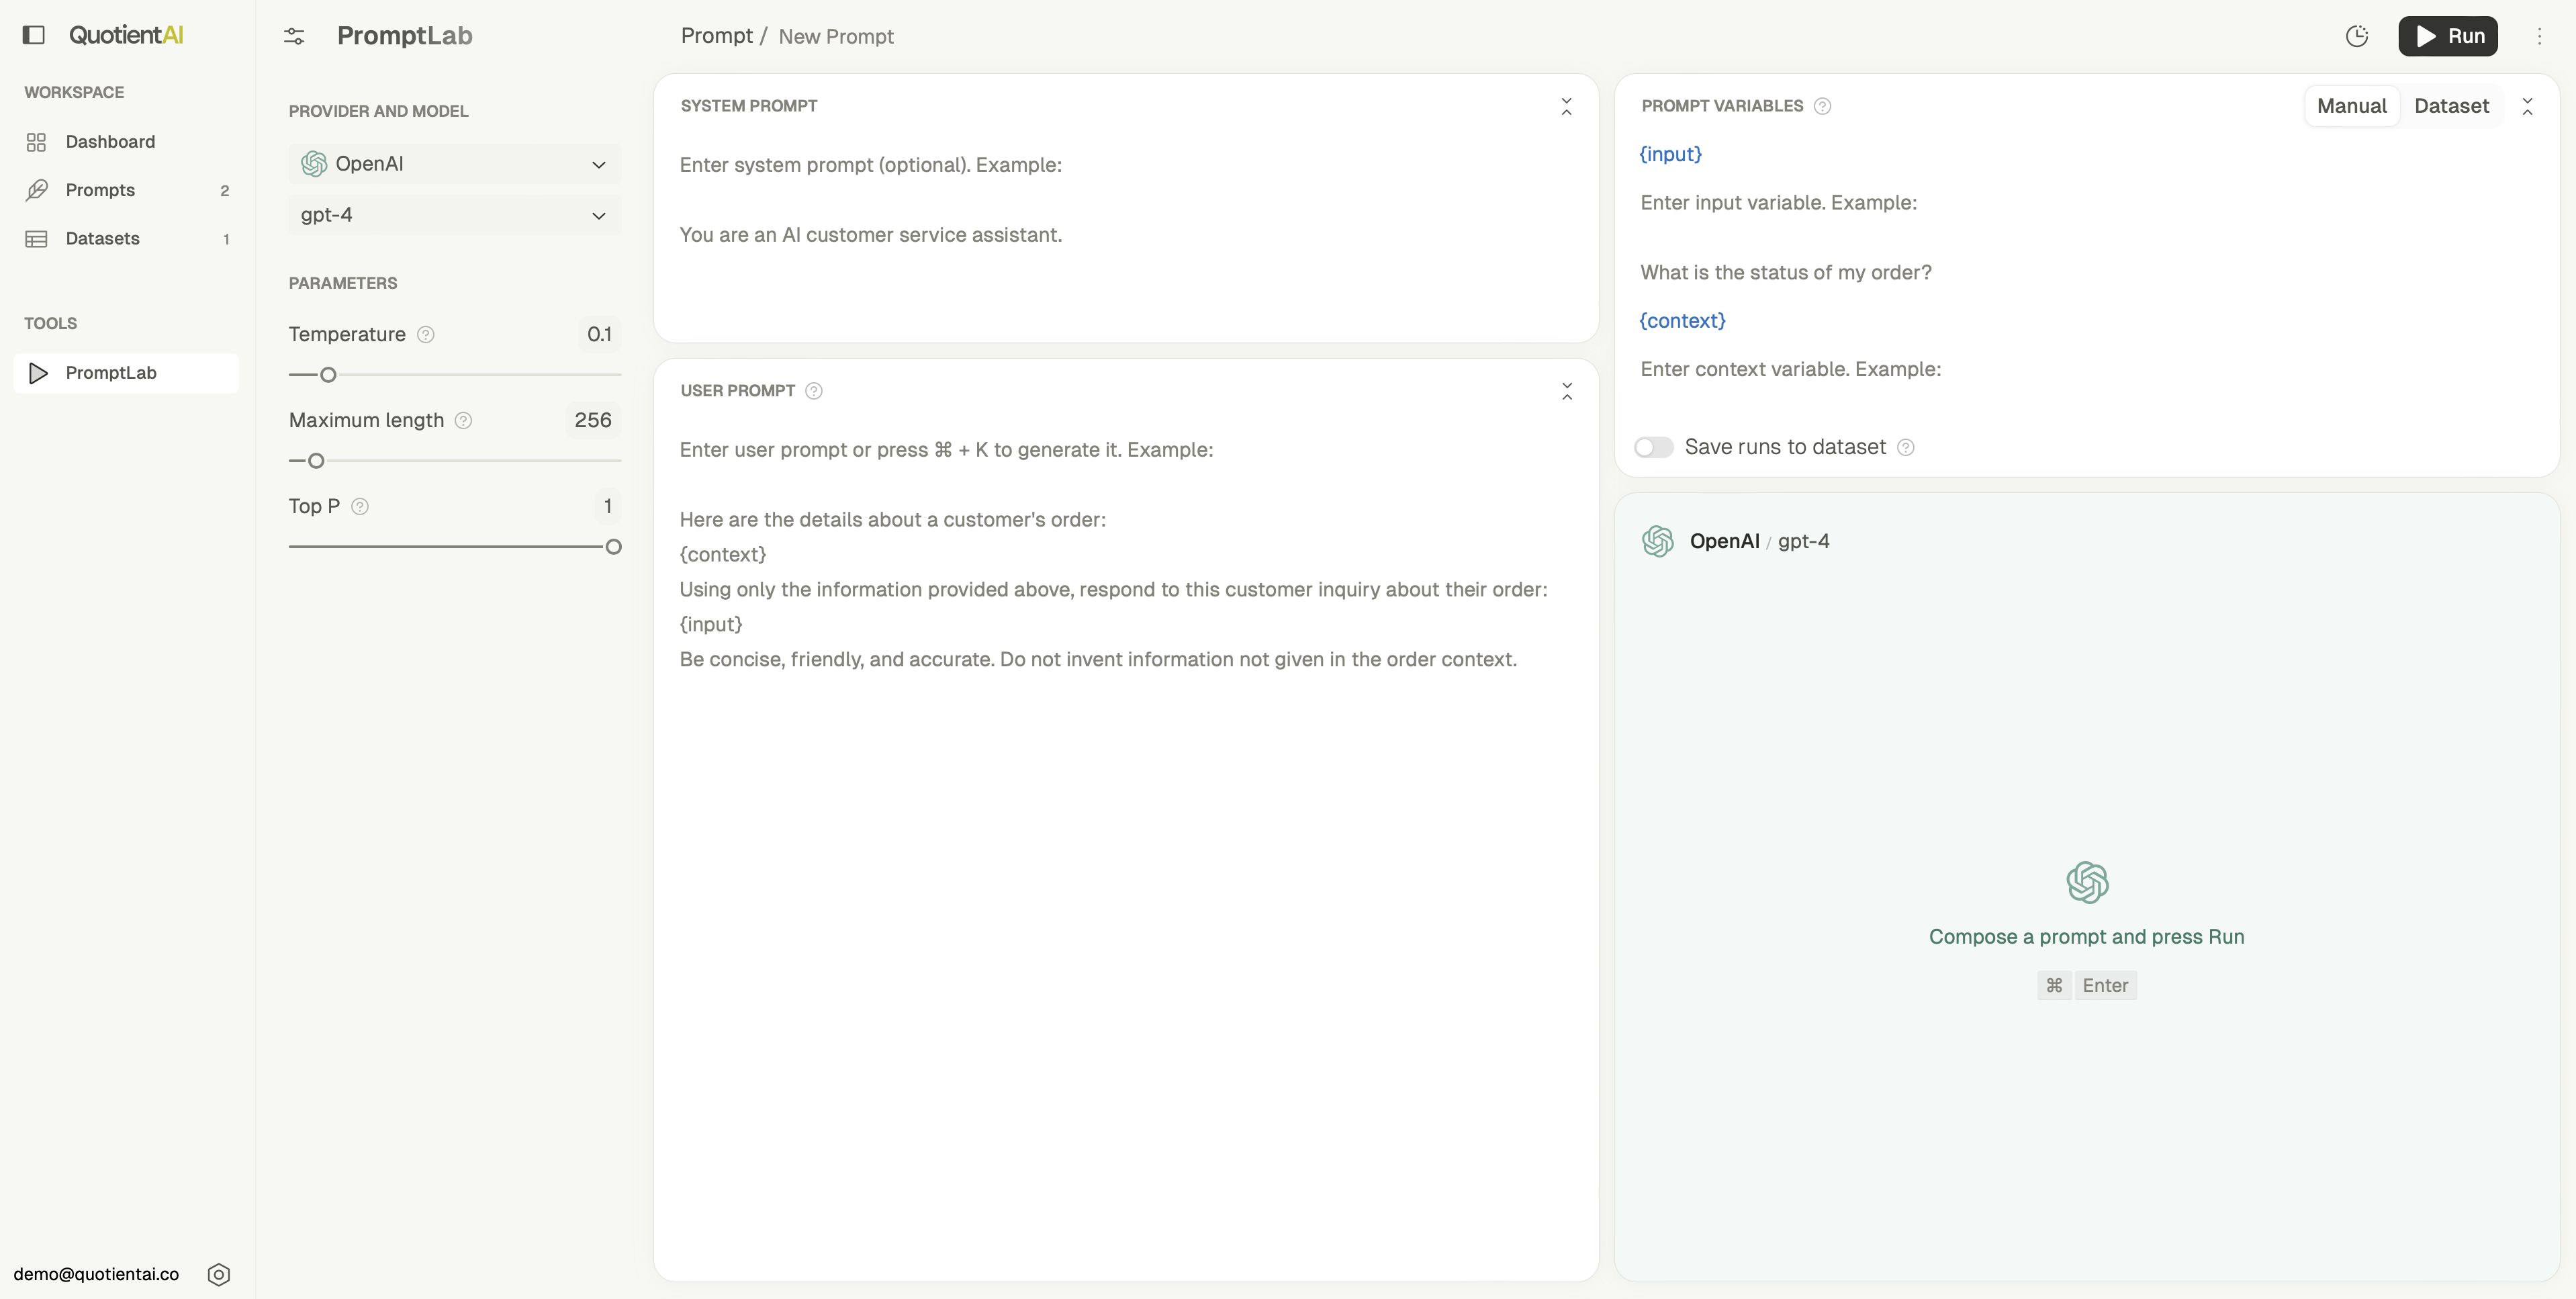 QuotientAI
WORKSPACE
Dashboard
Prompts 2
Datasets 1
TOOLS
PromptLab
demo@quotientai.co
PromptLab
PROVIDER AND MODEL
OpenAI
gpt-4
PARAMETERS
Temperature 0.1
Maximum length 256
Top P 1
Prompt / New Prompt
Run
SYSTEM PROMPT
Enter system prompt (optional). Example:
You are an AI customer service assistant.
USER PROMPT
Enter user prompt or press ⌘ + K to generate it. Example:
Here are the details about a customer's order:
{context}
Using only the information provided above, respond to this customer inquiry about their order:
{input}
Be concise, friendly, and accurate. Do not invent information not given in the order context.
PROMPT VARIABLES
Manual Dataset
{input}
Enter input variable. Example:
What is the status of my order?
{context}
Enter context variable. Example:
Save runs to dataset
OpenAI / gpt-4
Compose a prompt and press Run
⌘ Enter